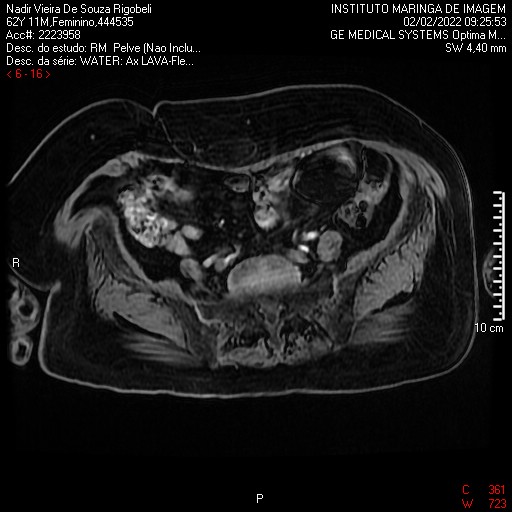 Nadir Vieira De Souza Rigobeli
62Y 11M,Feminino,444535
Acc#: 2223958
Desc. do estudo: RM Pelve (Nao Inclu...
Desc. da série: WATER: Ax LAVA-Fle...
< 6 - 16 >
INSTITUTO MARINGA DE IMAGEM
02/02/2022 09:25:53
GE MEDICAL SYSTEMS Optima M...
SW 4,40 mm
R
10 cm
P
C 361
W 723